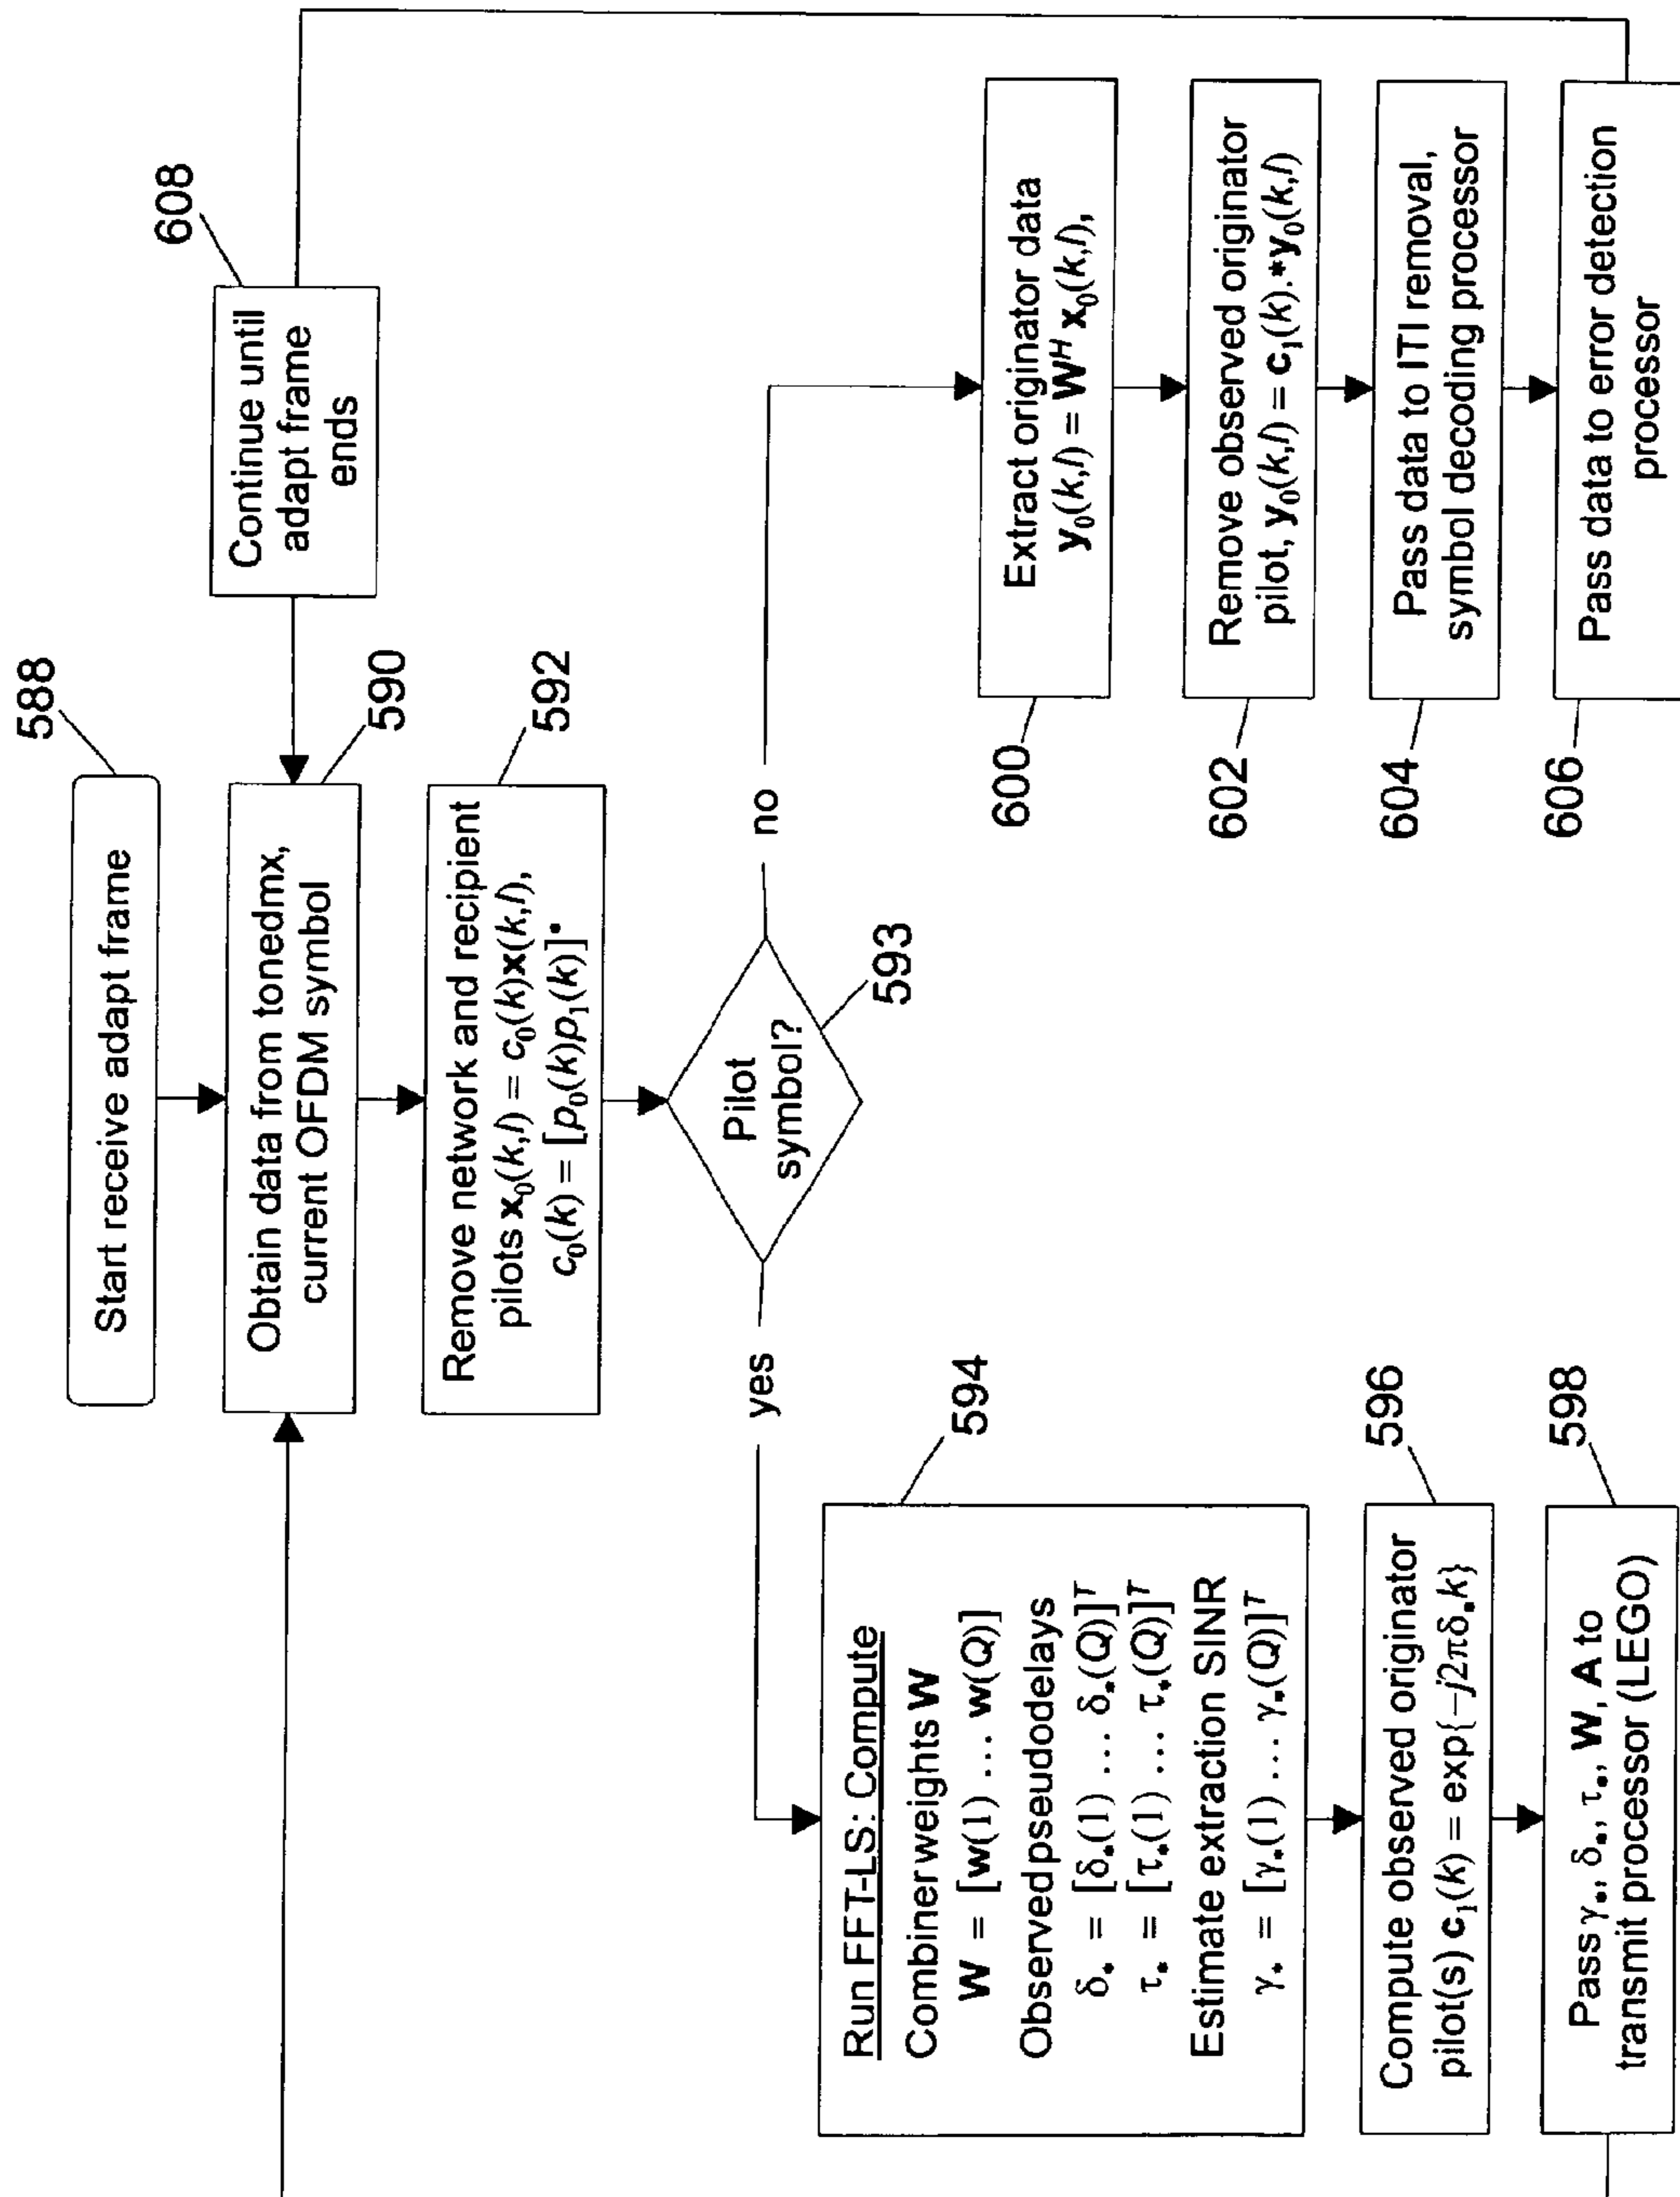 588
Start receive adapt frame
608
Continue until
adapt frame
ends
590
Obtain data from tonedmx,
current OFDM symbol
592
Remove network and recipient
pilots x₀(k,l) = c₀(k)x(k,l),
c₀(k) = [p₀(k)p₁(k)]*
593
Pilot
symbol?
yes
no
594
Run FFT-LS: Compute
Combiner weights W
W = [w(1) ... w(Q)]
Observed pseudodelays
δ* = [δ*(1) ... δ*(Q)]ᵀ
τ* = [τ*(1) ... τ*(Q)]ᵀ
Estimate extraction SINR
γ* = [γ*(1) ... γ*(Q)]ᵀ
596
Compute observed originator
pilot(s) c₁(k) = exp{−j2πδ*k}
598
Pass γ*, δ*, τ*, W, A to
transmit processor (LEGO)
600
Extract originator data
y₀(k,l) = Wᴴ x₀(k,l),
602
Remove observed originator
pilot, y₀(k,l) = c₁(k).*y₀(k,l)
604
Pass data to ITI removal,
symbol decoding processor
606
Pass data to error detection
processor